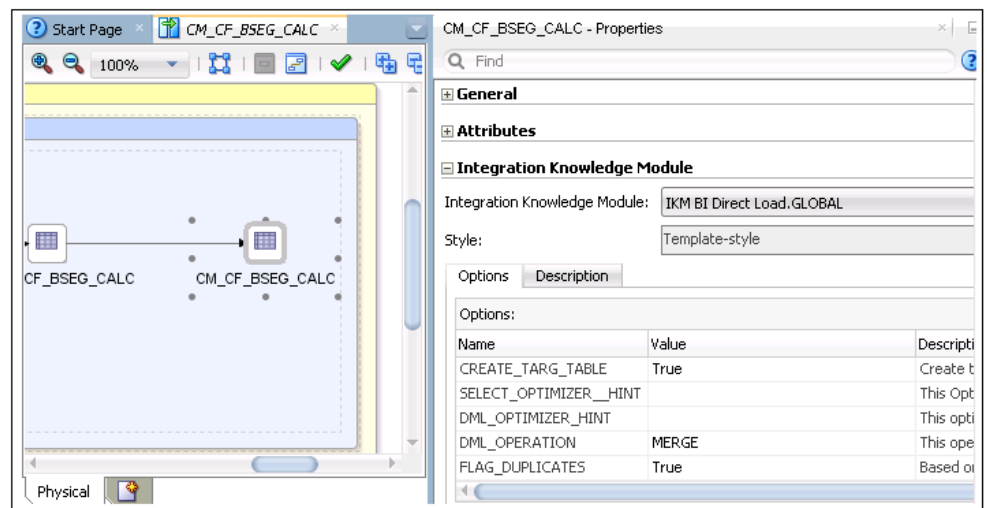 Start Page
CM_CF_BSEG_CALC
100%
CF_BSEG_CALC
CM_CF_BSEG_CALC
Physical
CM_CF_BSEG_CALC - Properties
Find
General
Attributes
Integration Knowledge Module
Integration Knowledge Module: IKM BI Direct Load.GLOBAL
Style: Template-style
Options Description
Options:
Name Value Descripti
CREATE_TARG_TABLE True Create t
SELECT_OPTIMIZER__HINT This Opt
DML_OPTIMIZER_HINT This opti
DML_OPERATION MERGE This ope
FLAG_DUPLICATES True Based o